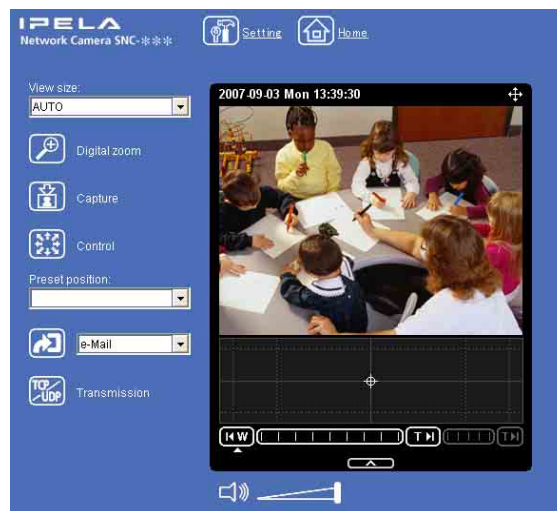 IPELA
Network Camera SNC-***
Setting
Home
View size:
AUTO
2007-09-03 Mon 13:39:30
Digital zoom
Capture
Control
Preset position:
e-Mail
TCP/UDP
Transmission
W
T
T